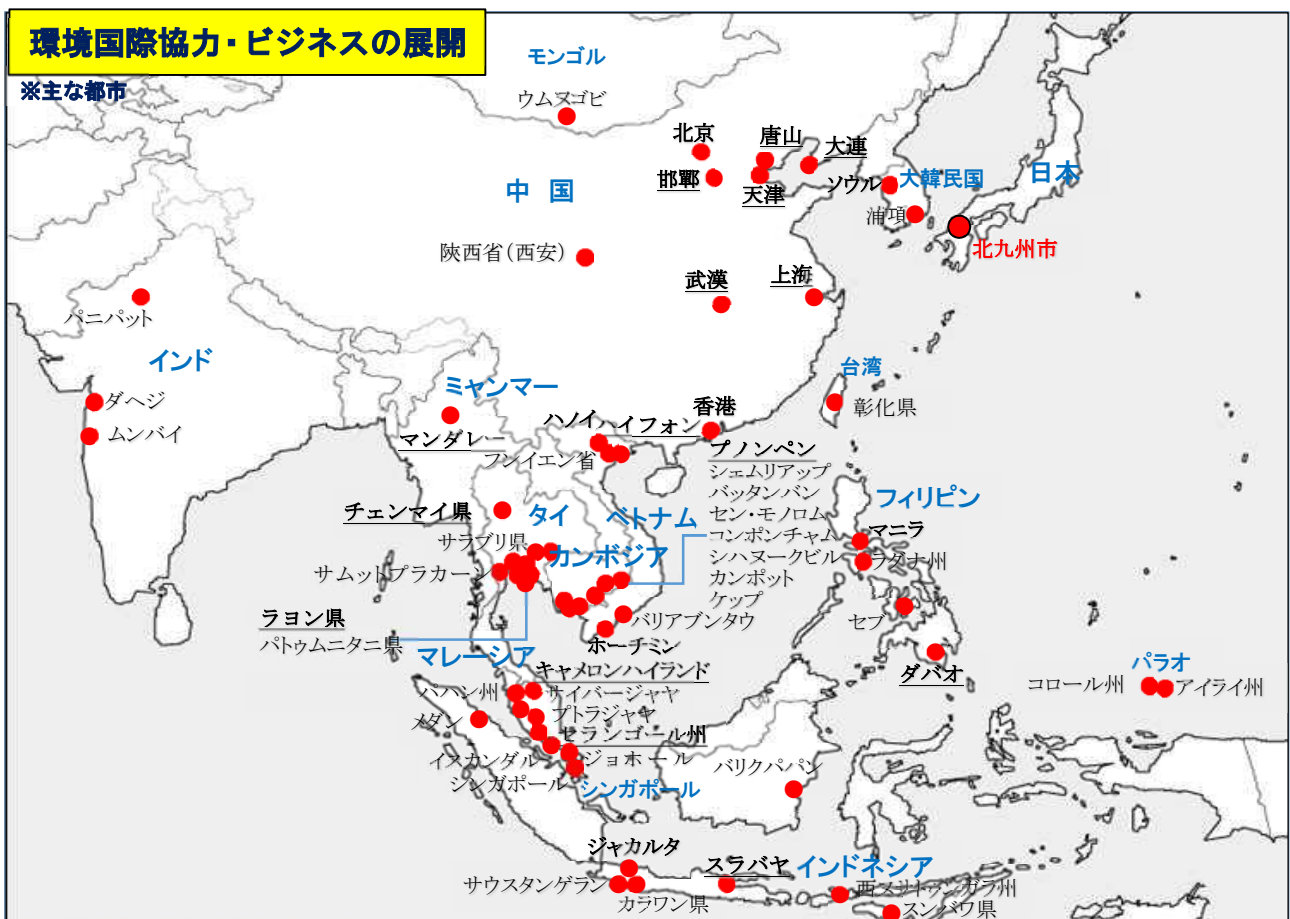 環境国際協力・ビジネスの展開
※主な都市
モンゴル
ウムヌゴビ
北京
唐山
大連
邯鄲
天津
ソウル
大韓民国
日本
浦項
北九州市
中 国
陝西省(西安)
武漢
上海
パニパット
インド
ダヘジ
ムンバイ
ミャンマー
マンダレー
台湾
彰化県
香港
ハノイ
ハイフォン
フンイエン省
プノンペン
シェムリアップ
バッタンバン
セン・モノロム
コンポンチャム
シハヌークビル
カンポット
ケップ
フィリピン
マニラ
ラグナ州
セブ
ダバオ
チェンマイ県
タイ
ベトナム
サラブリ県
カンボジア
サムットプラカーン
ラヨン県
パトゥムニタニ県
バリアブンタウ
ホーチミン
マレーシア
キャメロンハイランド
パハン州
サイバージャヤ
メダン
プトラジャヤ
セランゴール州
イスカンダル
ジョホール
シンガポール
シンガポール
バリクパパン
パラオ
コロール州
アイライ州
ジャカルタ
スラバヤ
インドネシア
サウスタンゲラン
カラワン県
西ヌサトゥンガラ州
スンバワ県